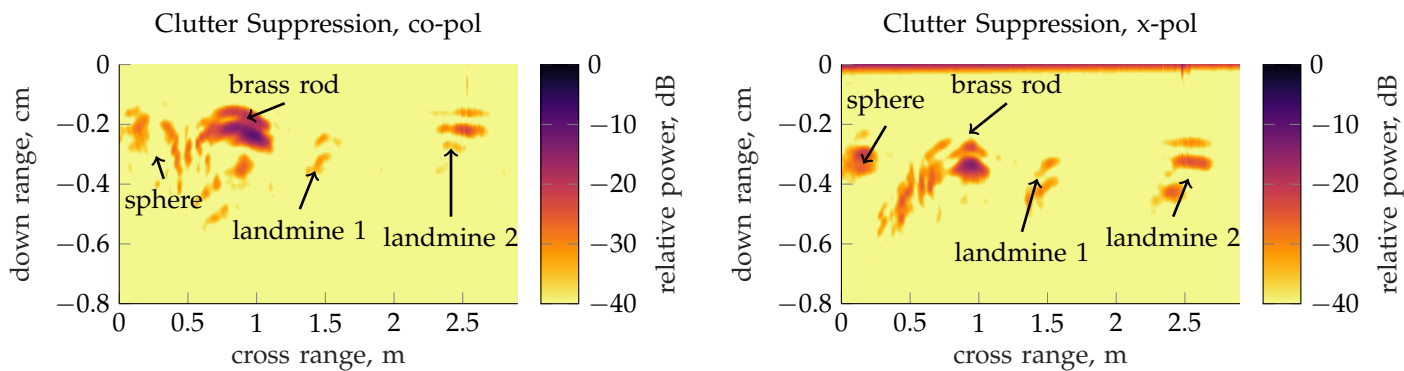 Clutter Suppression, co-pol
0
−0.2
−0.4
−0.6
−0.8
down range, cm
brass rod
sphere
landmine 1
landmine 2
0
0.5
1
1.5
2
2.5
cross range, m
0
−10
−20
−30
−40
relative power, dB
Clutter Suppression, x-pol
0
−0.2
−0.4
−0.6
−0.8
down range, cm
brass rod
sphere
landmine 1
landmine 2
0
0.5
1
1.5
2
2.5
cross range, m
0
−10
−20
−30
−40
relative power, dB